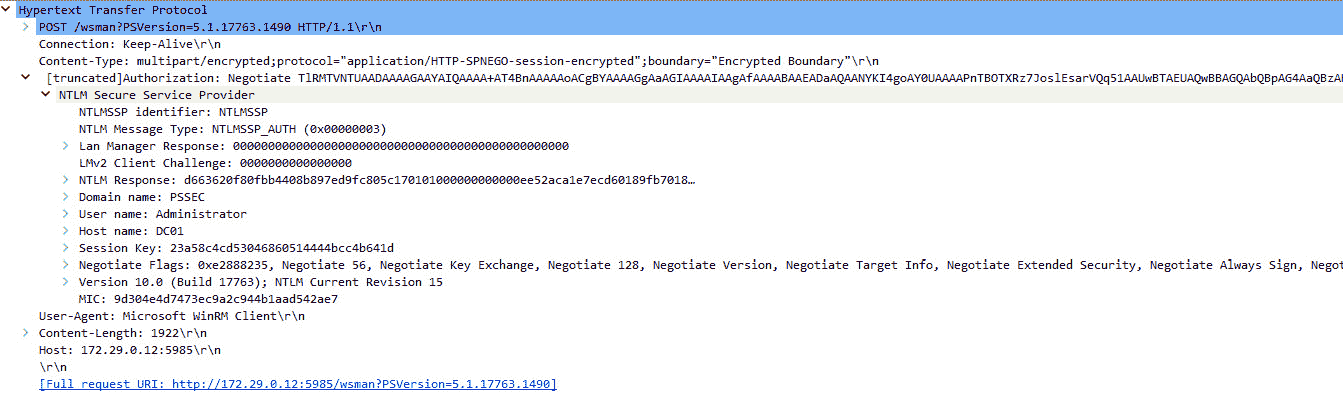 Hypertext Transfer Protocol
POST /wsman?PSVersion=5.1.17763.1490 HTTP/1.1\r\n
Connection: Keep-Alive\r\n
Content-Type: multipart/encrypted;protocol="application/HTTP-SPNEGO-session-encrypted";boundary="Encrypted Boundary"\r\n
[truncated]Authorization: Negotiate TlRMTVNTUAADAAAAGAAYAIQAAAA+AT4BnAAAAAoACgBYAAAAGgAaAGIAAAAIAAgAfAAAABAAEADaAQAANYKI4goAY0UAAAAPnTBOTXRz7JoslEsarVQq51AAUwBTAEUAQwBBAGQAbQBpAG4AaQBzA
NTLM Secure Service Provider
NTLMSSP identifier: NTLMSSP
NTLM Message Type: NTLMSSP_AUTH (0x00000003)
Lan Manager Response: 000000000000000000000000000000000000000000000000
LMv2 Client Challenge: 0000000000000000
NTLM Response: d663620f80fbb4408b897ed9fc805c170101000000000000ee52aca1e7ecd60189fb7018…
Domain name: PSSEC
User name: Administrator
Host name: DC01
Session Key: 23a58c4cd53046860514444bcc4b641d
Negotiate Flags: 0xe2888235, Negotiate 56, Negotiate Key Exchange, Negotiate 128, Negotiate Version, Negotiate Target Info, Negotiate Extended Security, Negotiate Always Sign, Negot
Version 10.0 (Build 17763); NTLM Current Revision 15
MIC: 9d304e4d7473ec9a2c944b1aad542ae7
User-Agent: Microsoft WinRM Client\r\n
Content-Length: 1922\r\n
Host: 172.29.0.12:5985\r\n
\r\n
[Full request URI: http://172.29.0.12:5985/wsman?PSVersion=5.1.17763.1490]